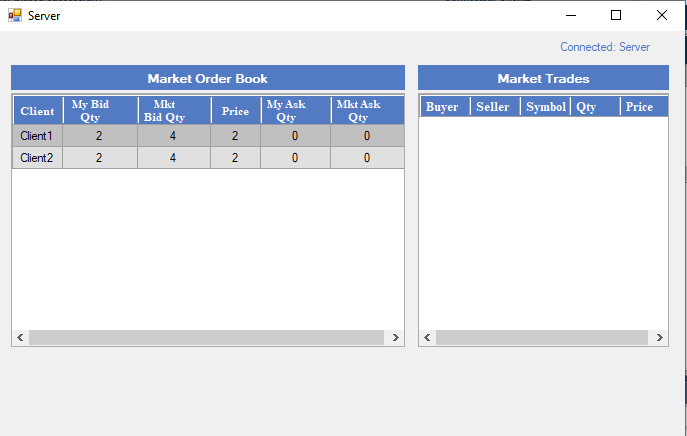 Server
Connected: Server
Market Order Book
Client My Bid Qty Mkt Bid Qty Price My Ask Qty Mkt Ask Qty
Client1 2 4 2 0 0
Client2 2 4 2 0 0
Market Trades
Buyer Seller Symbol Qty Price